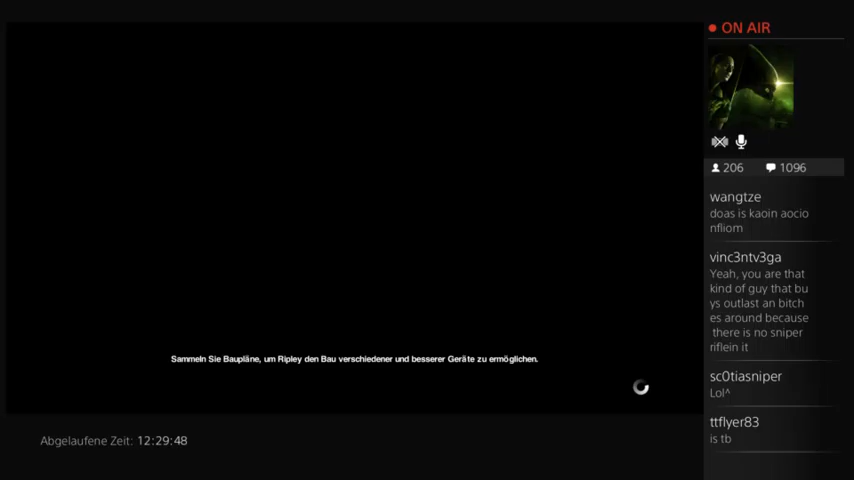 ON AIR
206 1096
wangtze
doas is kaoin aocio
nfliom
vinc3ntv3ga
Yeah, you are that
kind of guy that bu
ys outlast an bitch
es around because
there is no sniper
riflein it
sc0tiasniper
Lol^
ttflyer83
is tb
Sammeln Sie Baupläne, um Ripley den Bau verschiedener und besserer Geräte zu ermöglichen.
Abgelaufene Zeit: 12:29:48